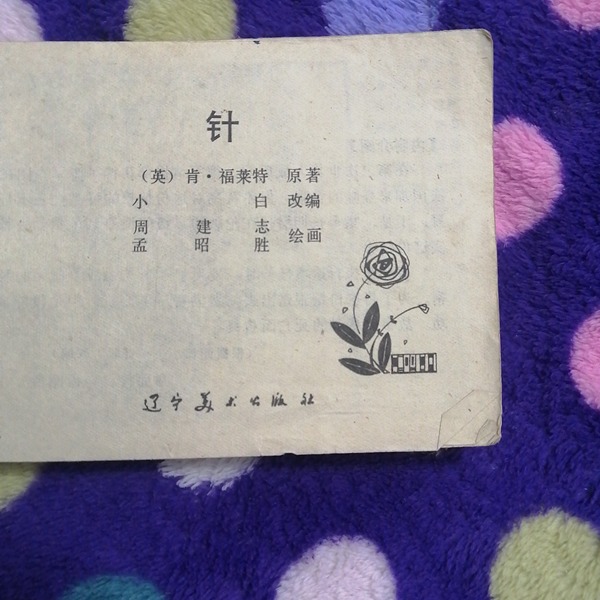 针
（英）肯·福莱特 原著
小 白 改编
周 建 志
孟 昭 胜 绘画
辽宁美术出版社